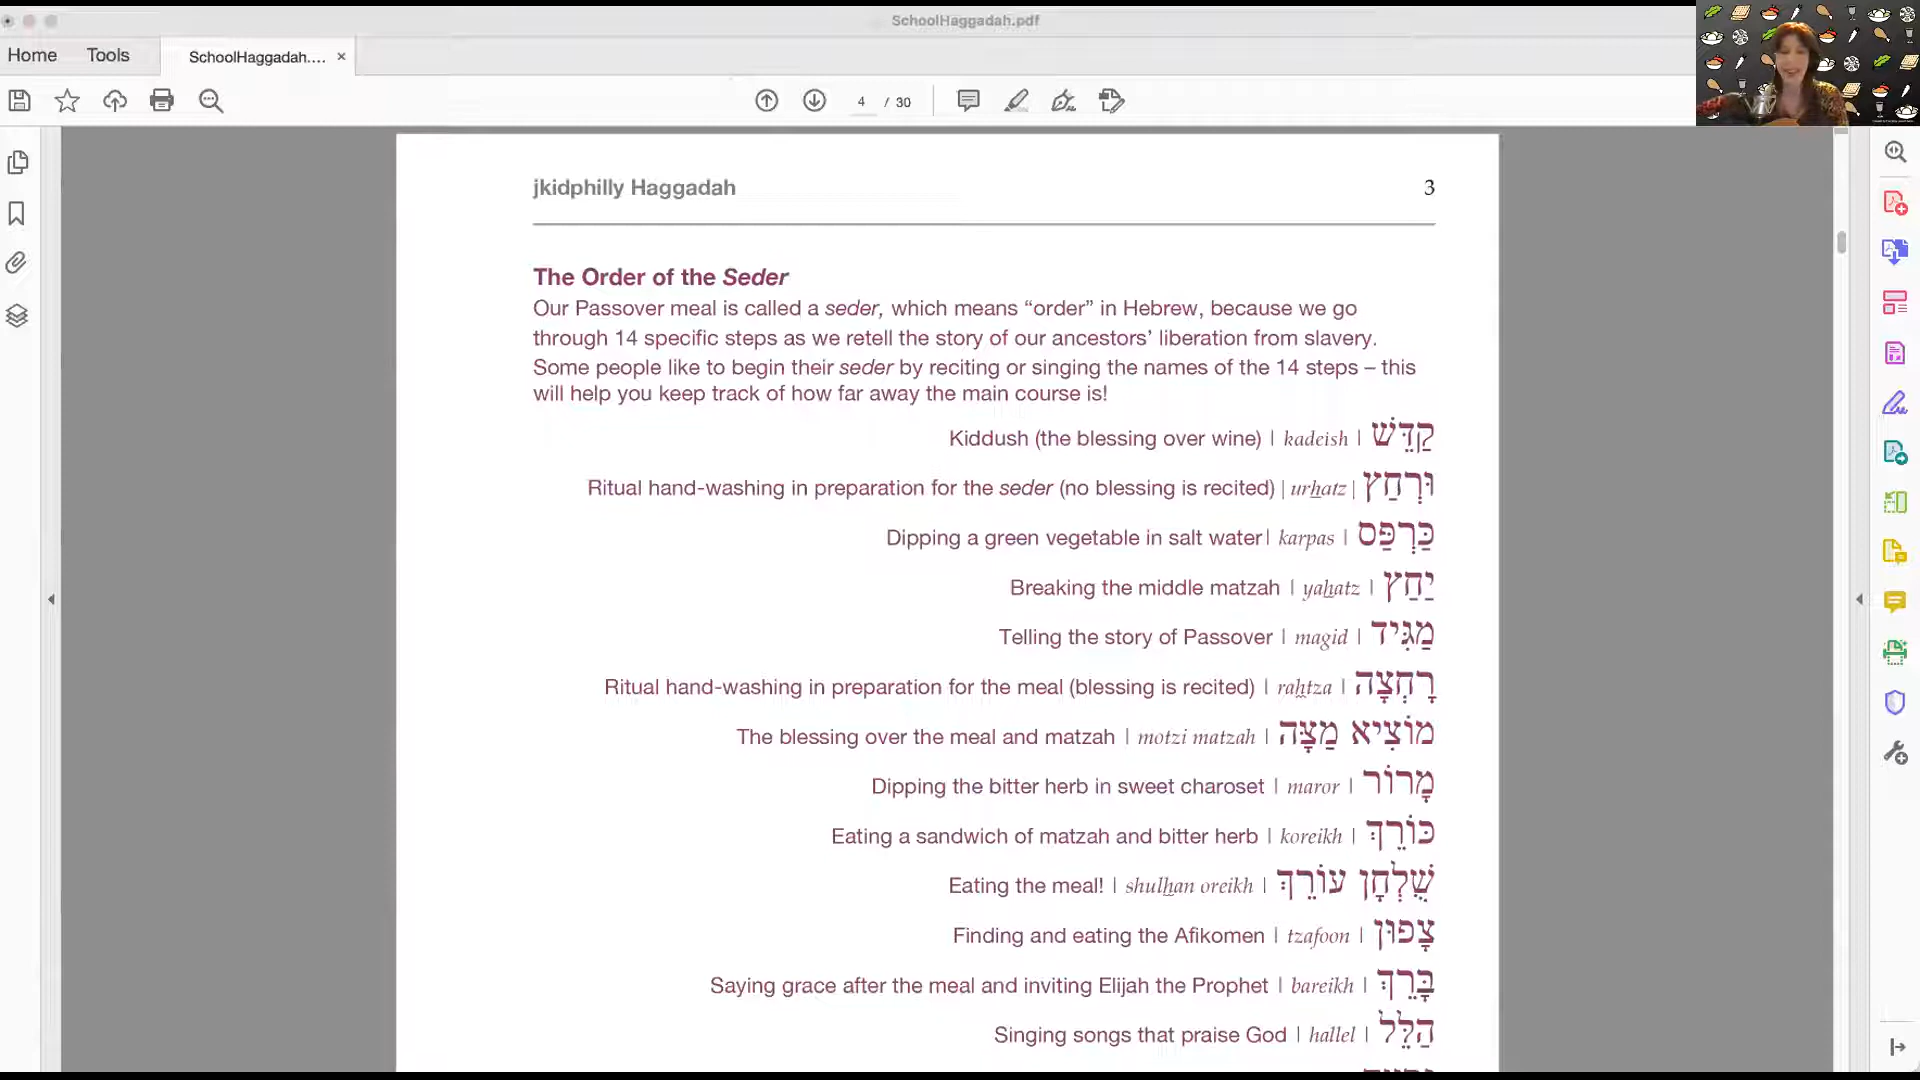 SchoolHaggadah.pdf
Home Tools SchoolHaggadah.... ×
4 / 30
jkidphilly Haggadah 3
The Order of the Seder
Our Passover meal is called a seder, which means “order” in Hebrew, because we go
through 14 specific steps as we retell the story of our ancestors’ liberation from slavery.
Some people like to begin their seder by reciting or singing the names of the 14 steps – this
will help you keep track of how far away the main course is!
Kiddush (the blessing over wine) | kadeish | קַדֵּשׁ
Ritual hand-washing in preparation for the seder (no blessing is recited) | urhatz | וּרְחַץ
Dipping a green vegetable in salt water| karpas | כַּרְפַּס
Breaking the middle matzah | yahatz | יַחַץ
Telling the story of Passover | magid | מַגִּיד
Ritual hand-washing in preparation for the meal (blessing is recited) | rahtza | רָחְצָה
The blessing over the meal and matzah | motzi matzah | מוֹצִיא מַצָּה
Dipping the bitter herb in sweet charoset | maror | מָרוֹר
Eating a sandwich of matzah and bitter herb | koreikh | כּוֹרֵךְ
Eating the meal! | shulhan oreikh | שֻׁלְחָן עוֹרֵךְ
Finding and eating the Afikomen | tzafoon | צָפוּן
Saying grace after the meal and inviting Elijah the Prophet | bareikh | בָּרֵךְ
Singing songs that praise God | hallel | הַלֵּל